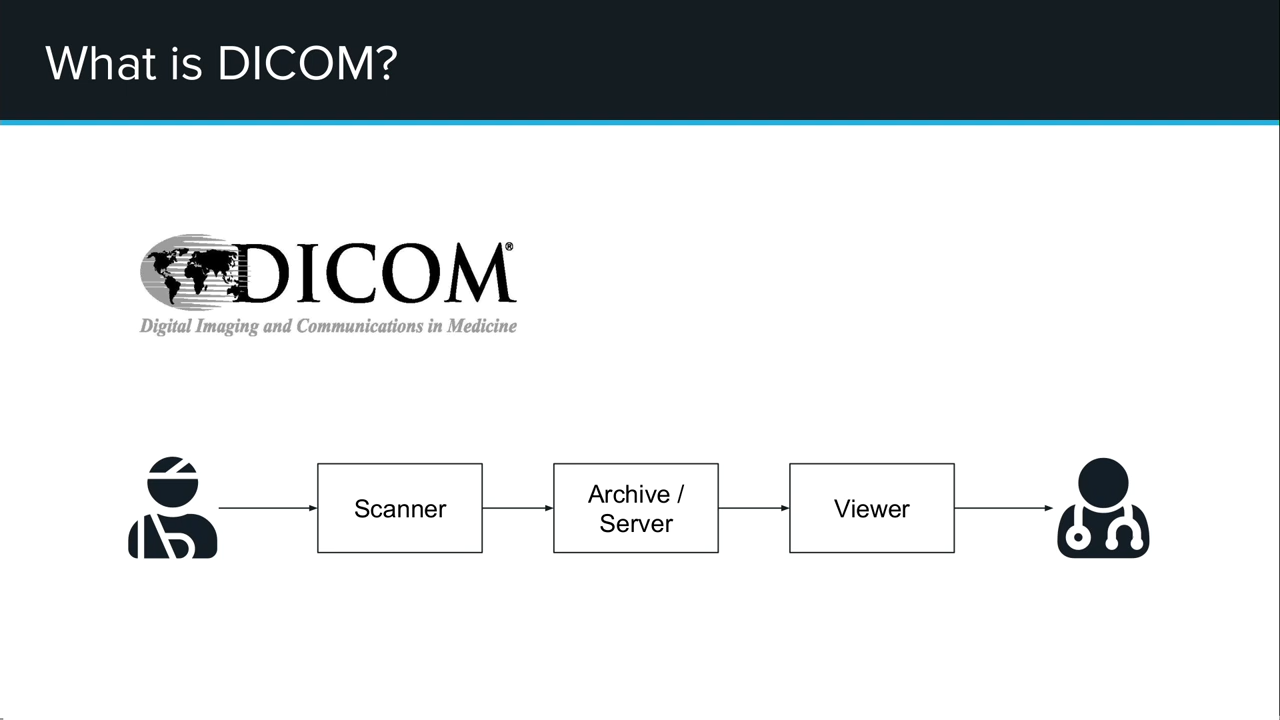 What is DICOM?
DICOM®
Digital Imaging and Communications in Medicine
Scanner
Archive /
Server
Viewer